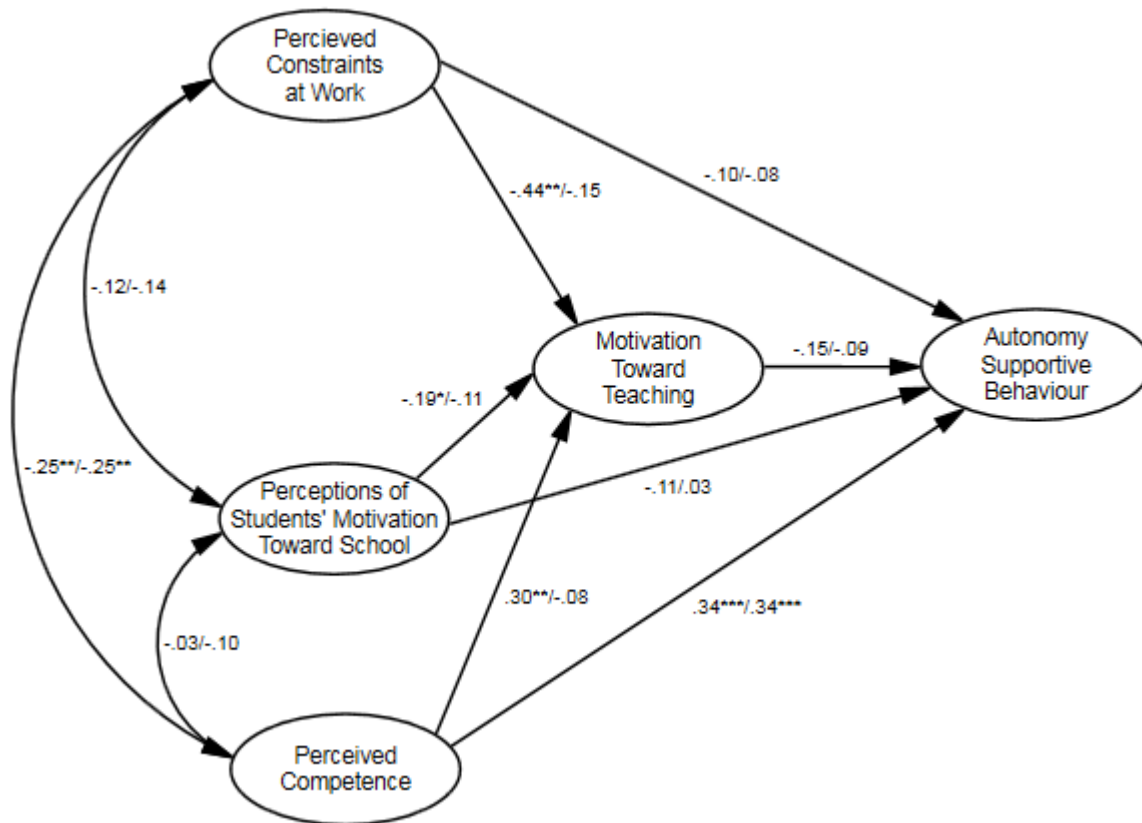 Percieved
Constraints
at Work
-.10/-.08
-.44**/-.15
-.12/-.14
Motivation
Toward
Teaching
-.15/-.09
Autonomy
Supportive
Behaviour
-.19*/-.11
-.25**/-.25**
Perceptions of
Students' Motivation
Toward School
-.11/.03
.30**/-.08
.34***/.34***
-.03/-.10
Perceived
Competence